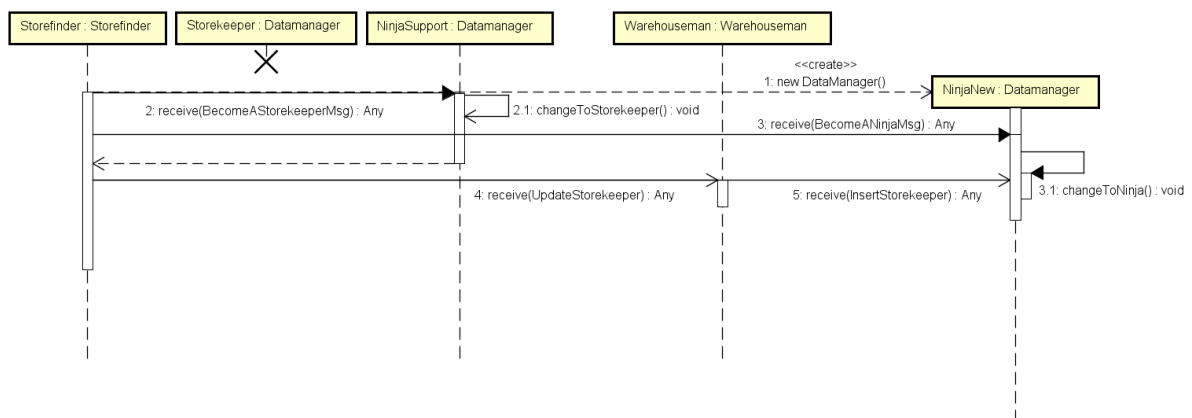 Storefinder : Storefinder
Storekeeper : Datamanager
NinjaSupport : Datamanager
Warehouseman : Warehouseman
<<create>>
1: new DataManager()
NinjaNew : Datamanager
2: receive(BecomeAStorekeeperMsg) : Any
2.1: changeToStorekeeper() : void
3: receive(BecomeANinjaMsg) : Any
4: receive(UpdateStorekeeper) : Any
5: receive(InsertStorekeeper) : Any
3.1: changeToNinja() : void